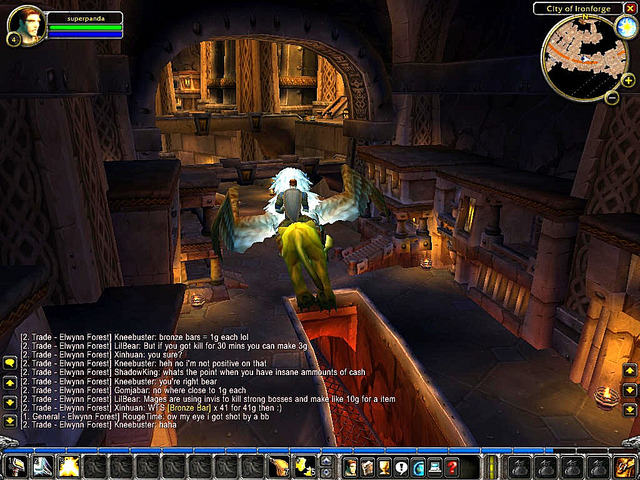 superpanda
4
City of Ironforge
N
[2. Trade - Elwynn Forest] Kneebuster: bronze bars = 1g each lol
[2. Trade - Elwynn Forest] LilBear: But if you got kill for 30 mins you can make 3g
[2. Trade - Elwynn Forest] Xinhuan: you sure?
[2. Trade - Elwynn Forest] Kneebuster: heh no i'm not positive on that
[2. Trade - Elwynn Forest] ShadowKing: whats the point when you have insane ammounts of cash
[2. Trade - Elwynn Forest] Kneebuster: you're right bear
[2. Trade - Elwynn Forest] Gomjabar: no where close to 1g each
[2. Trade - Elwynn Forest] LilBear: Mages are using invis to kill strong bosses and make like 10g for a item
[2. Trade - Elwynn Forest] Xinhuan: WTS [Bronze Bar] x 41 for 41g then :)
[1. General - Elwynn Forest] RougeTime: ow my eye i got shot by a bb
[2. Trade - Elwynn Forest] Kneebuster: haha